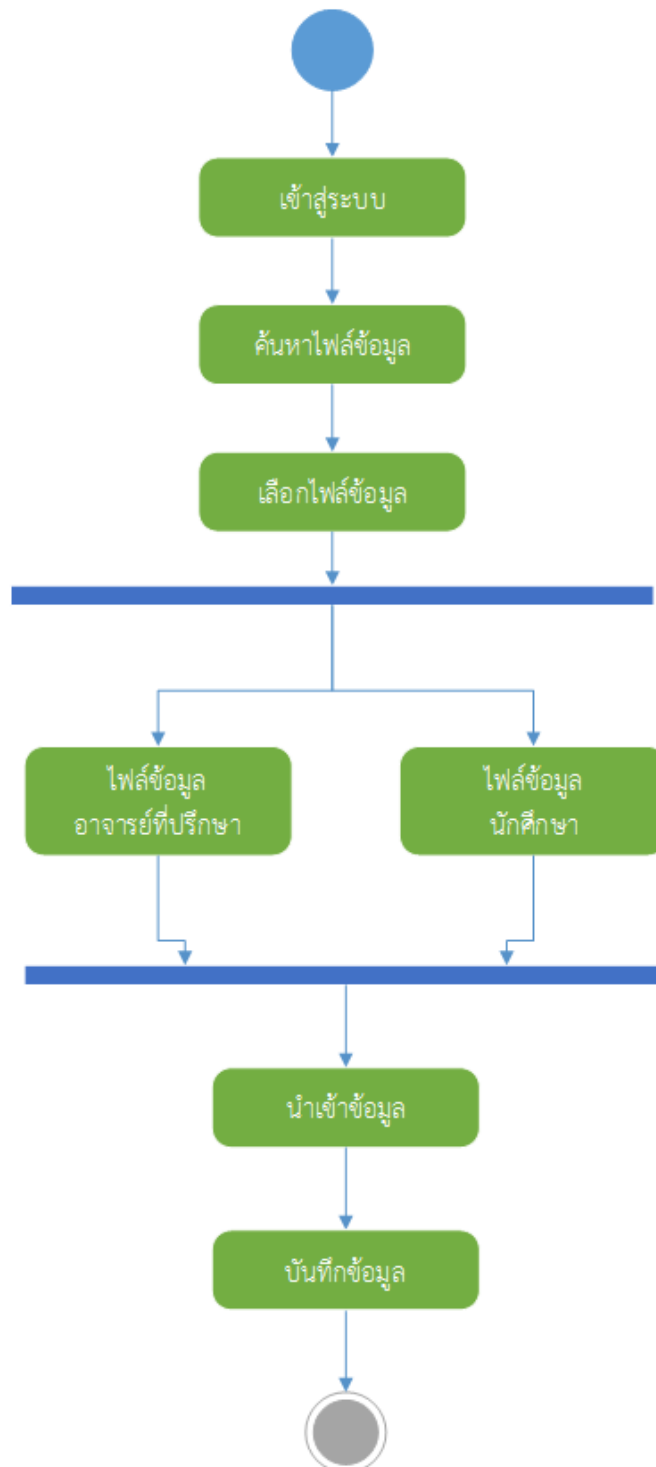 เข้าสู่ระบบ
ค้นหาไฟล์ข้อมูล
เลือกไฟล์ข้อมูล
ไฟล์ข้อมูล
อาจารย์ที่ปรึกษา
ไฟล์ข้อมูล
นักศึกษา
นำเข้าข้อมูล
บันทึกข้อมูล